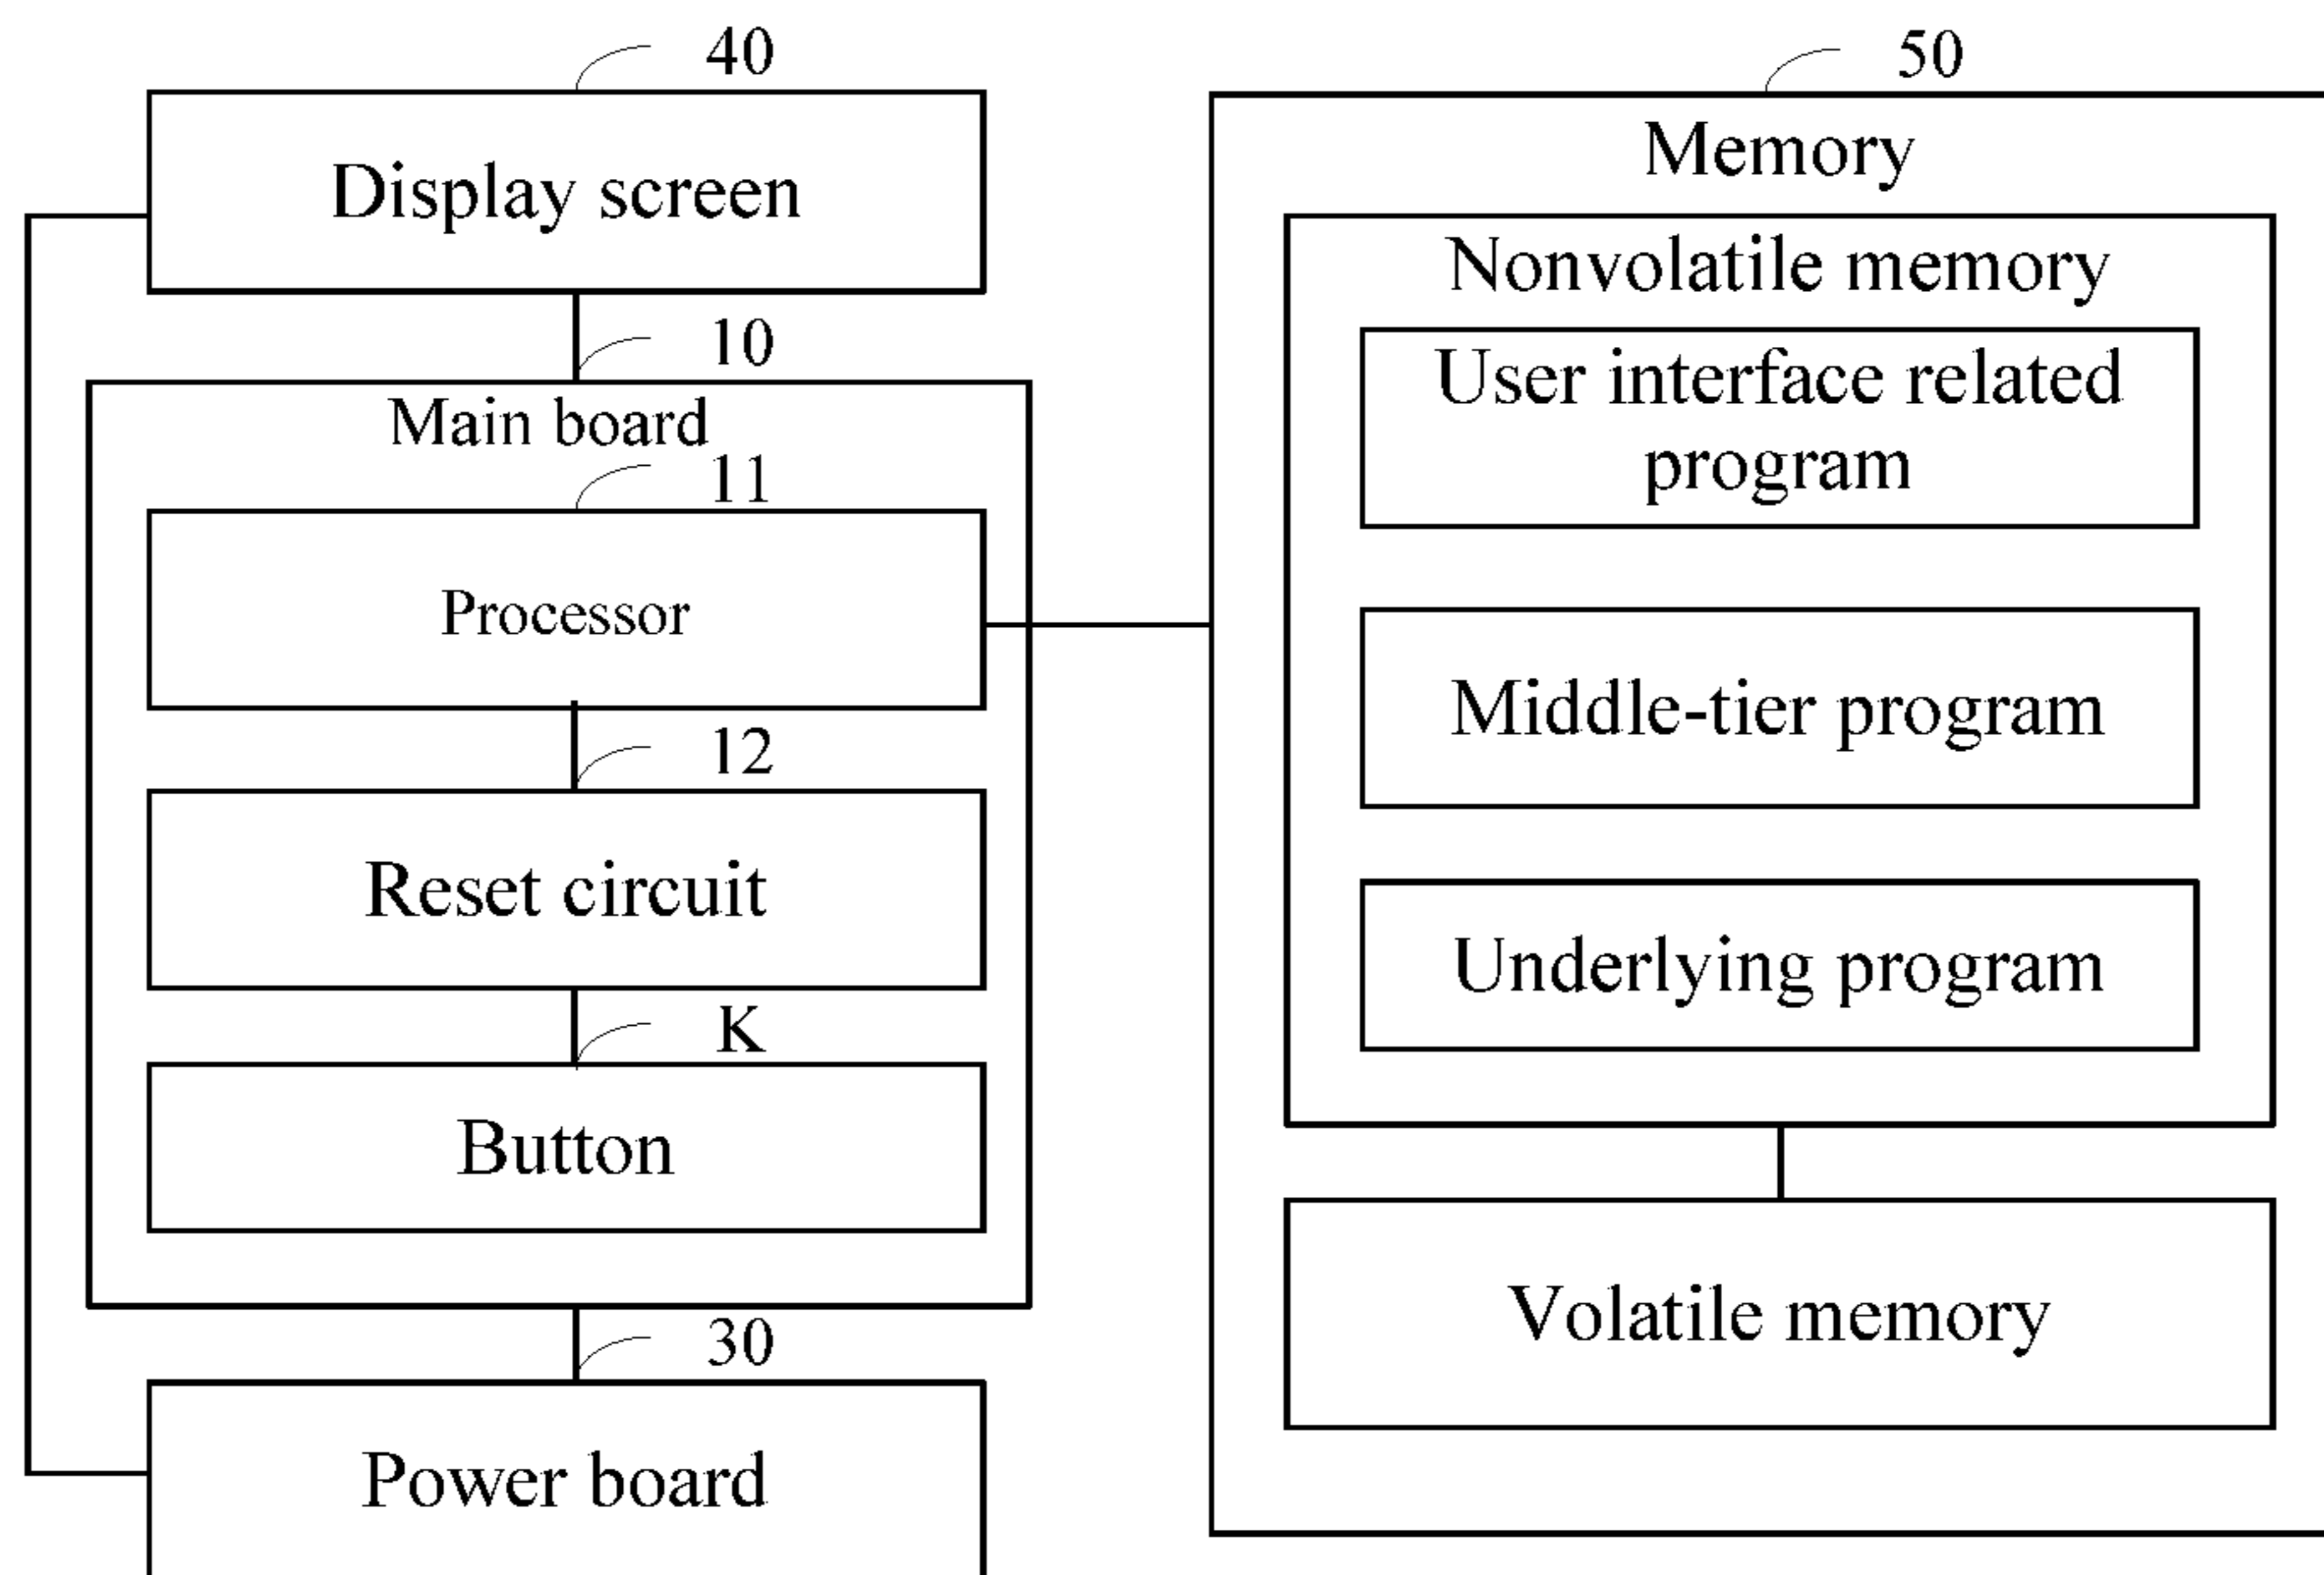 40
Display screen
10
Main board
11
Processor
12
Reset circuit
K
Button
30
Power board
50
Memory
Nonvolatile memory
User interface related
program
Middle-tier program
Underlying program
Volatile memory